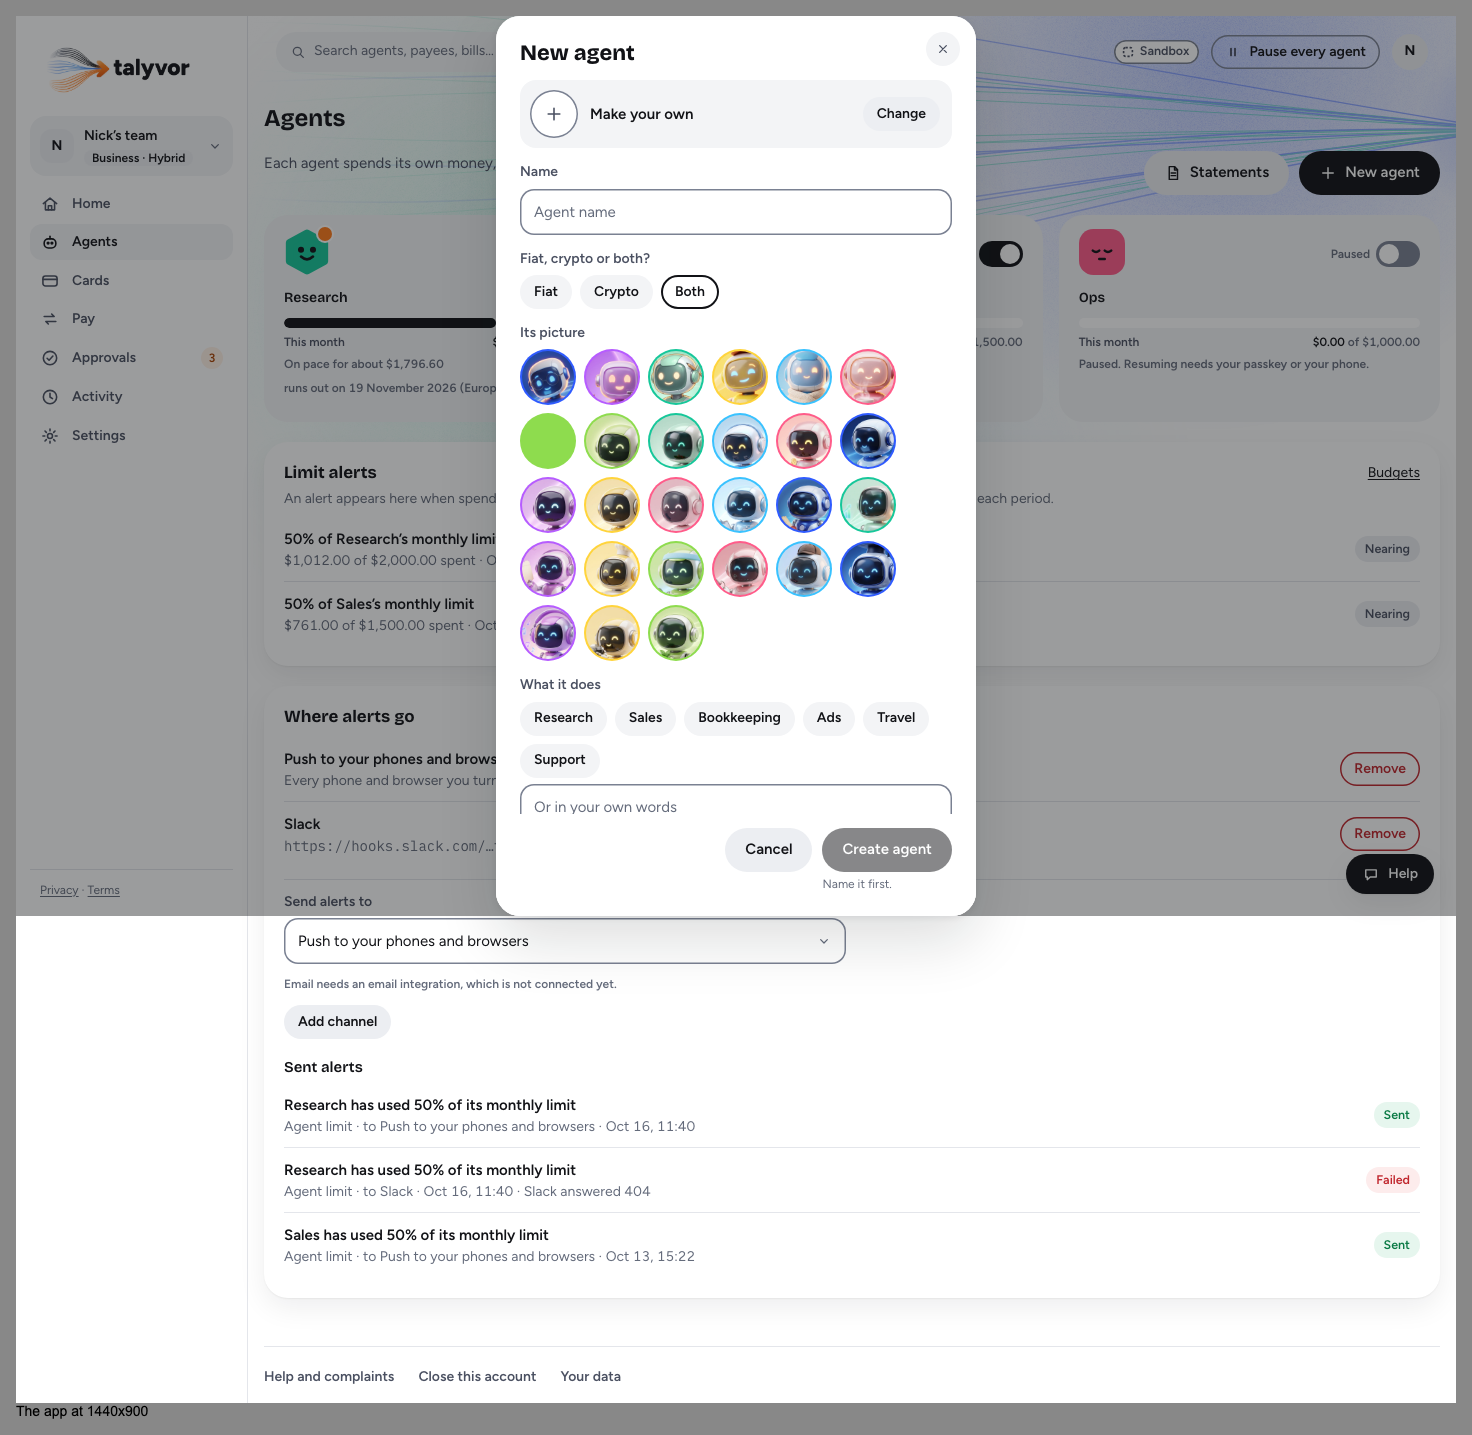 talyvor
N
Nick's team
Business · Hybrid
Home
Agents
Cards
Pay
Approvals
3
Activity
Settings
Privacy · Terms
Search agents, payees, bills...
Sandbox
Pause every agent
N
Agents
Each agent spends its own money,
Statements
New agent
Research
This month
On pace for about $1,796.60
runs out on 19 November 2026 (Europ
,500.00
Paused
Ops
This month
$0.00 of $1,000.00
Paused. Resuming needs your passkey or your phone.
Limit alerts
Budgets
An alert appears here when spend
each period.
50% of Research's monthly limi
$1,012.00 of $2,000.00 spent · O
Nearing
50% of Sales's monthly limit
$761.00 of $1,500.00 spent · Oct
Nearing
Where alerts go
Push to your phones and brows
Every phone and browser you turn
Remove
Slack
https://hooks.slack.com/…
Remove
Help
Send alerts to
Push to your phones and browsers
Email needs an email integration, which is not connected yet.
Add channel
Sent alerts
Research has used 50% of its monthly limit
Agent limit · to Push to your phones and browsers · Oct 16, 11:40
Sent
Research has used 50% of its monthly limit
Agent limit · to Slack · Oct 16, 11:40 · Slack answered 404
Failed
Sales has used 50% of its monthly limit
Agent limit · to Push to your phones and browsers · Oct 13, 15:22
Sent
Help and complaints
Close this account
Your data
New agent
Make your own
Change
Name
Agent name
Fiat, crypto or both?
Fiat
Crypto
Both
Its picture
What it does
Research
Sales
Bookkeeping
Ads
Travel
Support
Or in your own words
Cancel
Create agent
Name it first.
The app at 1440x900